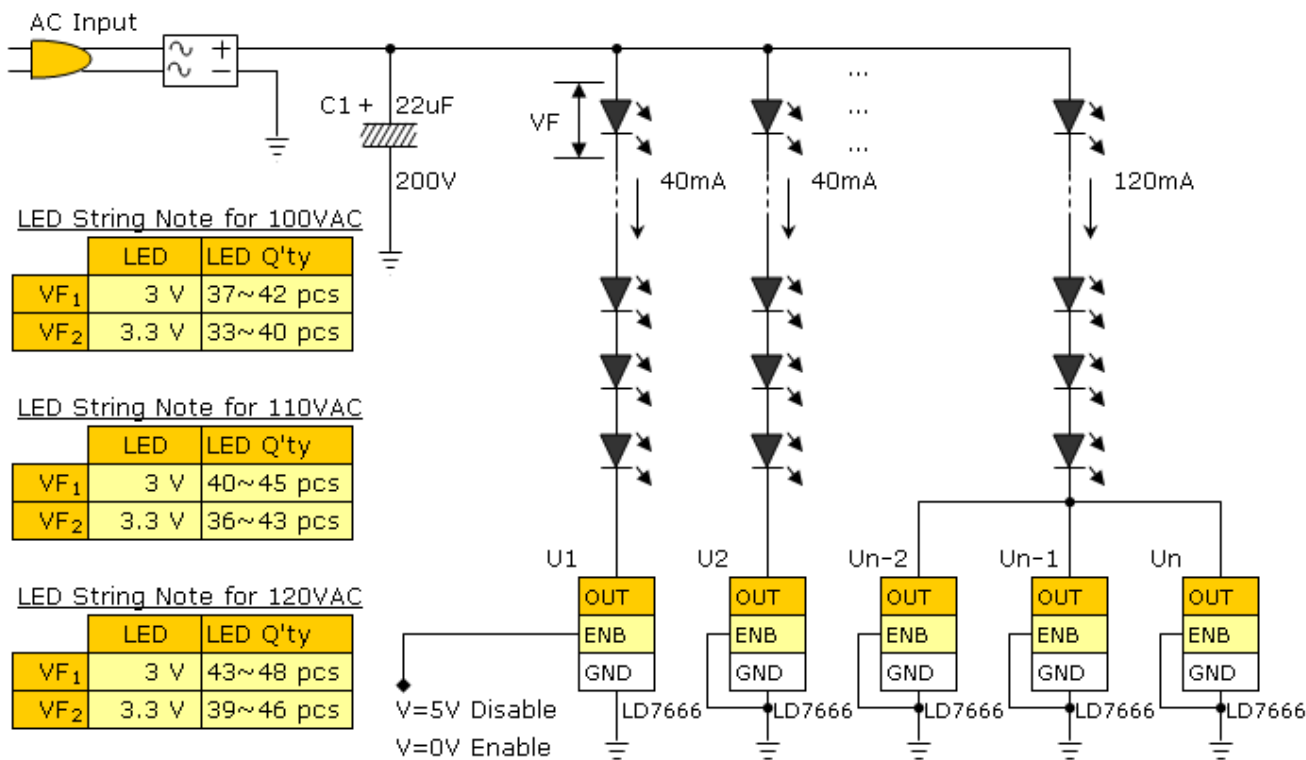 AC Input
C1 + 22uF
200V
VF
...
...
...
40mA
40mA
120mA
LED String Note for 100VAC
LED LED Q'ty
VF1 3 V 37~42 pcs
VF2 3.3 V 33~40 pcs
LED String Note for 110VAC
LED LED Q'ty
VF1 3 V 40~45 pcs
VF2 3.3 V 36~43 pcs
LED String Note for 120VAC
LED LED Q'ty
VF1 3 V 43~48 pcs
VF2 3.3 V 39~46 pcs
U1 U2 Un-2 Un-1 Un
OUT OUT OUT OUT OUT
ENB ENB ENB ENB ENB
GND GND GND GND GND
LD7666 LD7666 LD7666 LD7666 LD7666
V=5V Disable
V=0V Enable